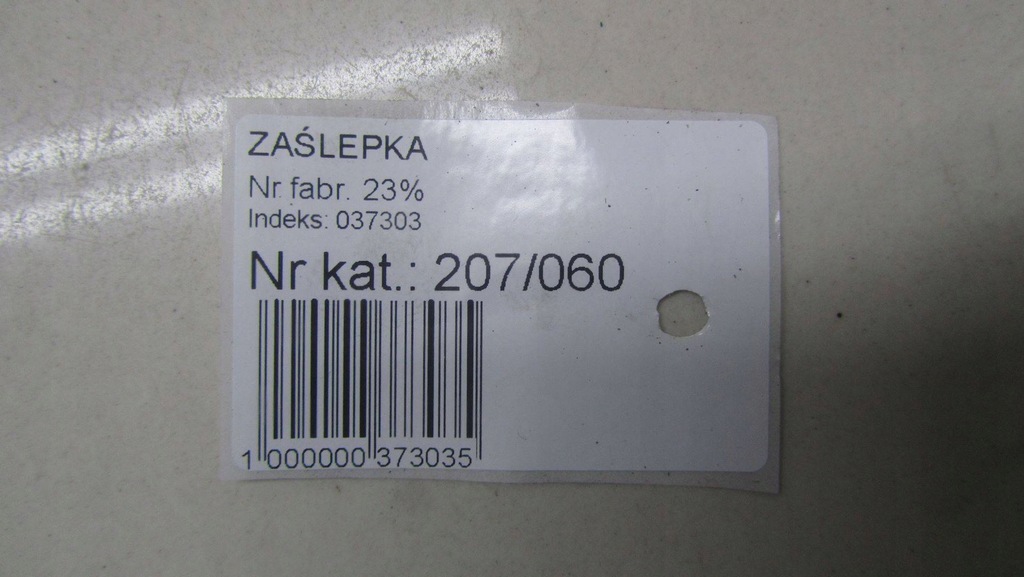 ZAŚLEPKA
Nr fabr. 23%
Indeks: 037303
Nr kat.: 207/060
1 000000 373035